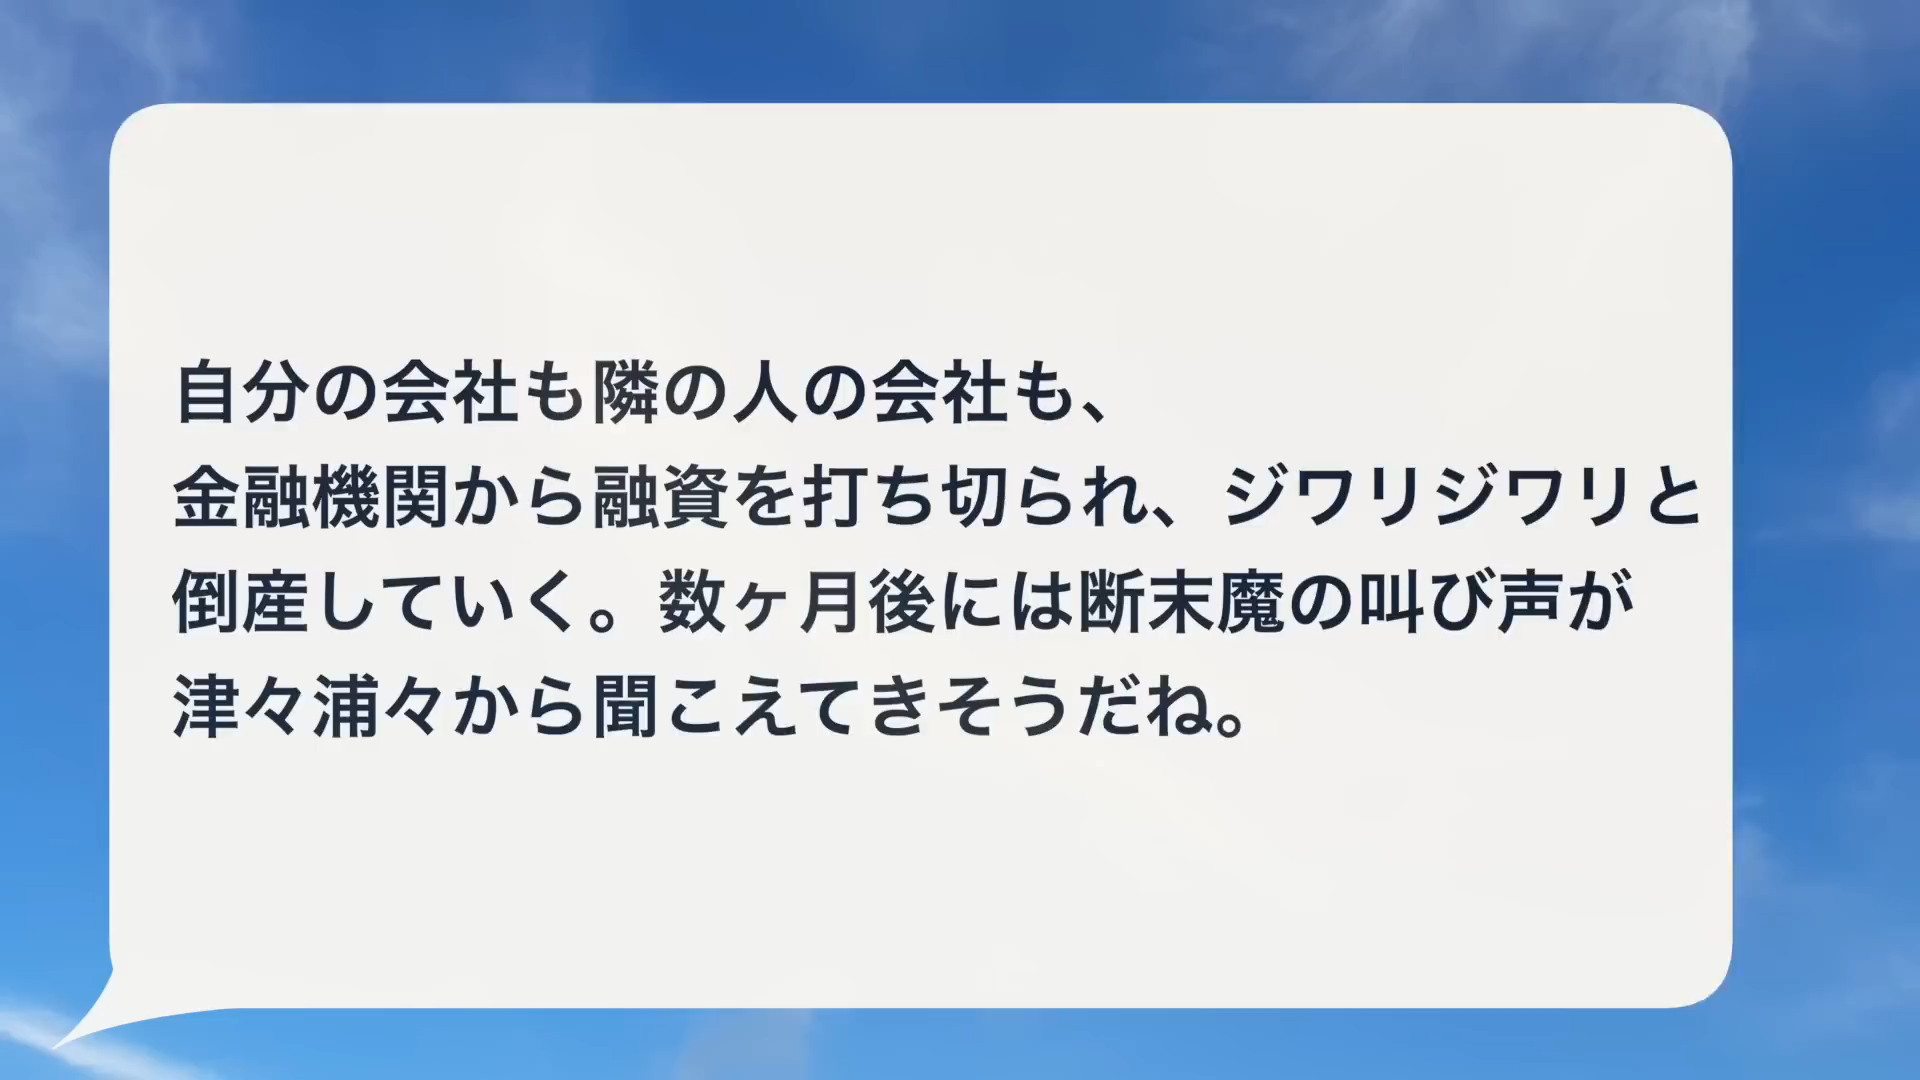 自分の会社も隣の人の会社も、
金融機関から融資を打ち切られ、ジワリジワリと
倒産していく。数ヶ月後には断末魔の叫び声が
津々浦々から聞こえてきそうだね。